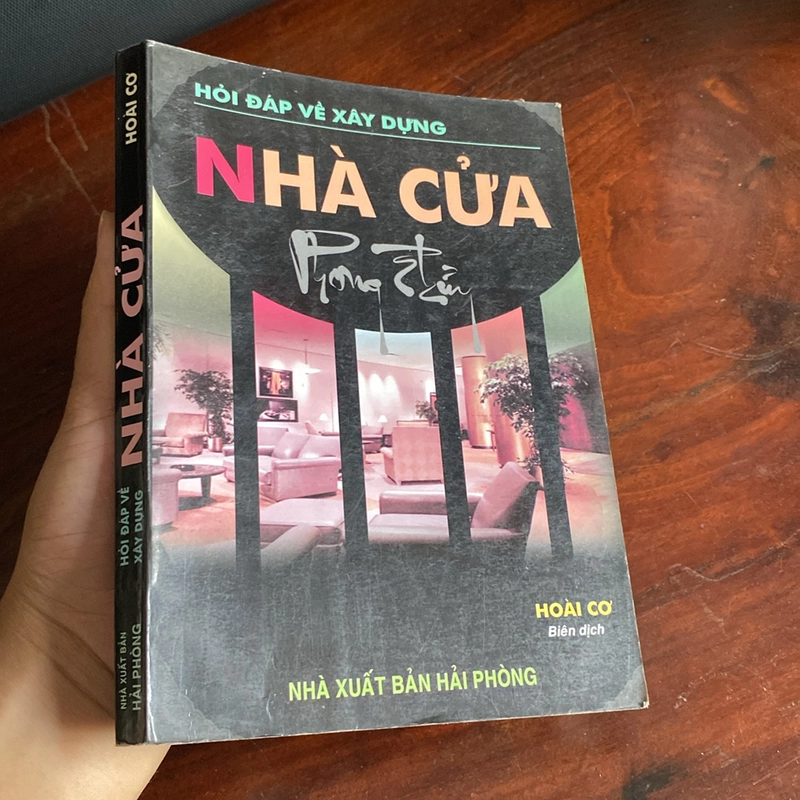 HỎI ĐÁP VỀ XÂY DỰNG
NHÀ CỬA
Phong Thủy
HOÀI CƠ
Biên dịch
NHÀ XUẤT BẢN HẢI PHÒNG
HOÀI CƠ
NHÀ CỬA
HỎI ĐÁP VỀ
XÂY DỰNG
NHÀ XUẤT BẢN
HẢI PHÒNG